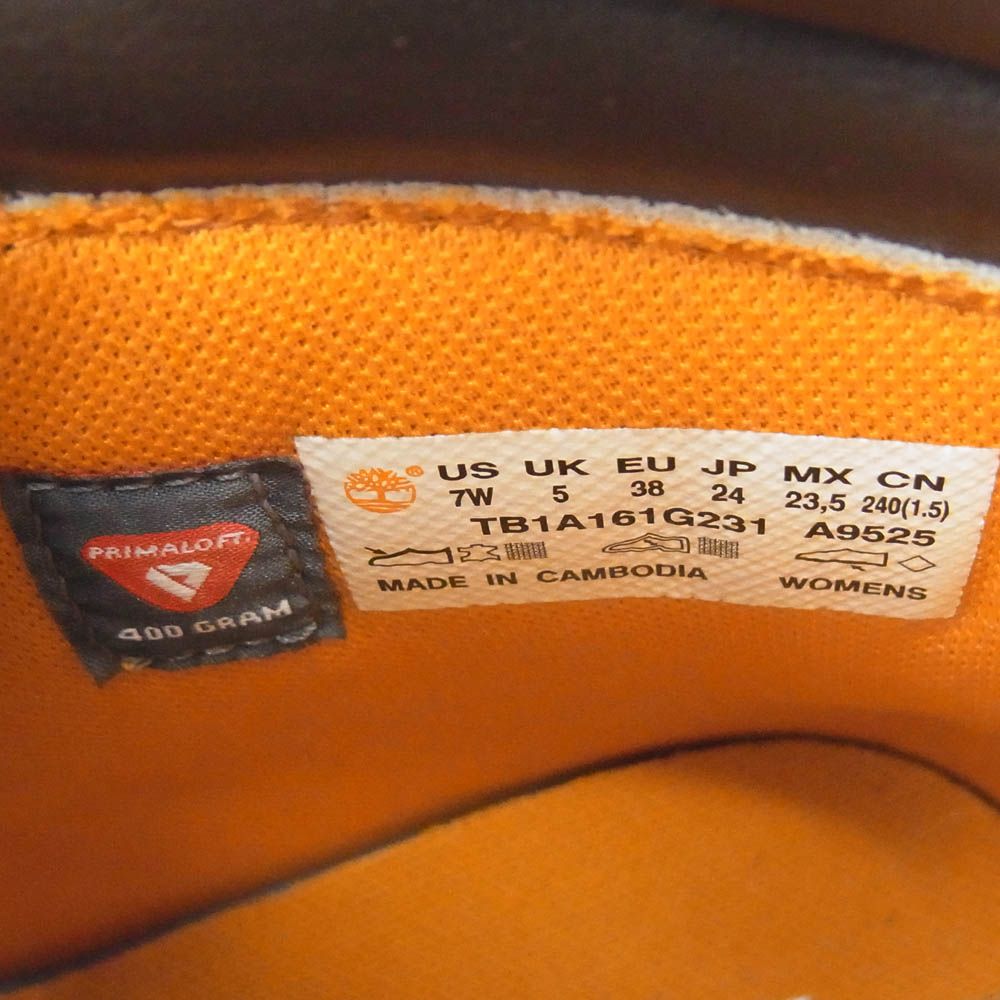 PRIMALOFT
400 GRAM
® US UK EU JP MX CN
7W 5 38 24 23,5 240(1.5)
TB1A161G231 A9525
MADE IN CAMBODIA WOMENS